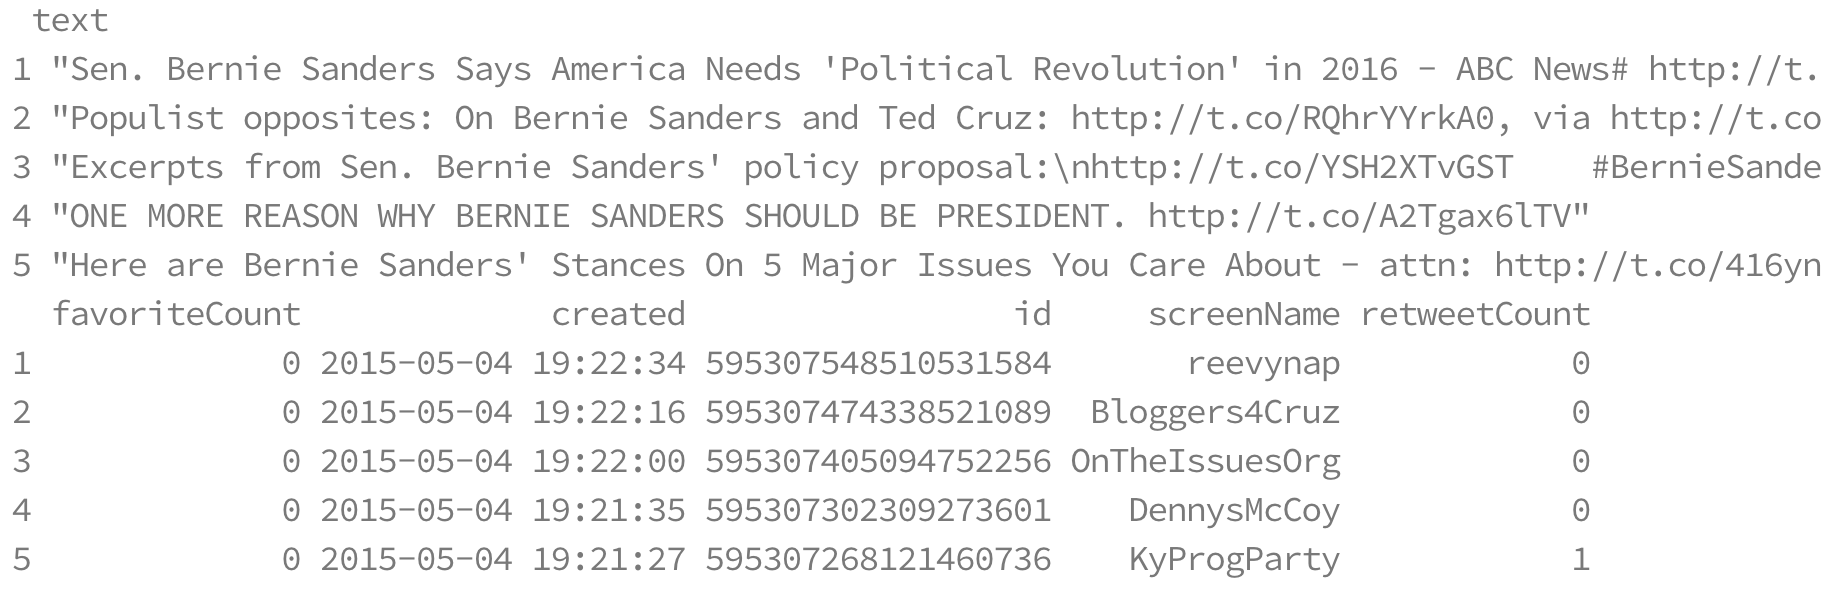 text
1 "Sen. Bernie Sanders Says America Needs 'Political Revolution' in 2016 - ABC News# http://t.
2 "Populist opposites: On Bernie Sanders and Ted Cruz: http://t.co/RQhrYYrkA0, via http://t.co
3 "Excerpts from Sen. Bernie Sanders' policy proposal:\nhttp://t.co/YSH2XTvGST    #BernieSande
4 "ONE MORE REASON WHY BERNIE SANDERS SHOULD BE PRESIDENT. http://t.co/A2Tgax6lTV"
5 "Here are Bernie Sanders' Stances On 5 Major Issues You Care About - attn: http://t.co/416yn
favoriteCount             created                 id     screenName retweetCount
1             0 2015-05-04 19:22:34 595307548510531584       reevynap            0
2             0 2015-05-04 19:22:16 595307474338521089  Bloggers4Cruz            0
3             0 2015-05-04 19:22:00 595307405094752256 OnTheIssuesOrg            0
4             0 2015-05-04 19:21:35 595307302309273601    DennysMcCoy            0
5             0 2015-05-04 19:21:27 595307268121460736    KyProgParty            1